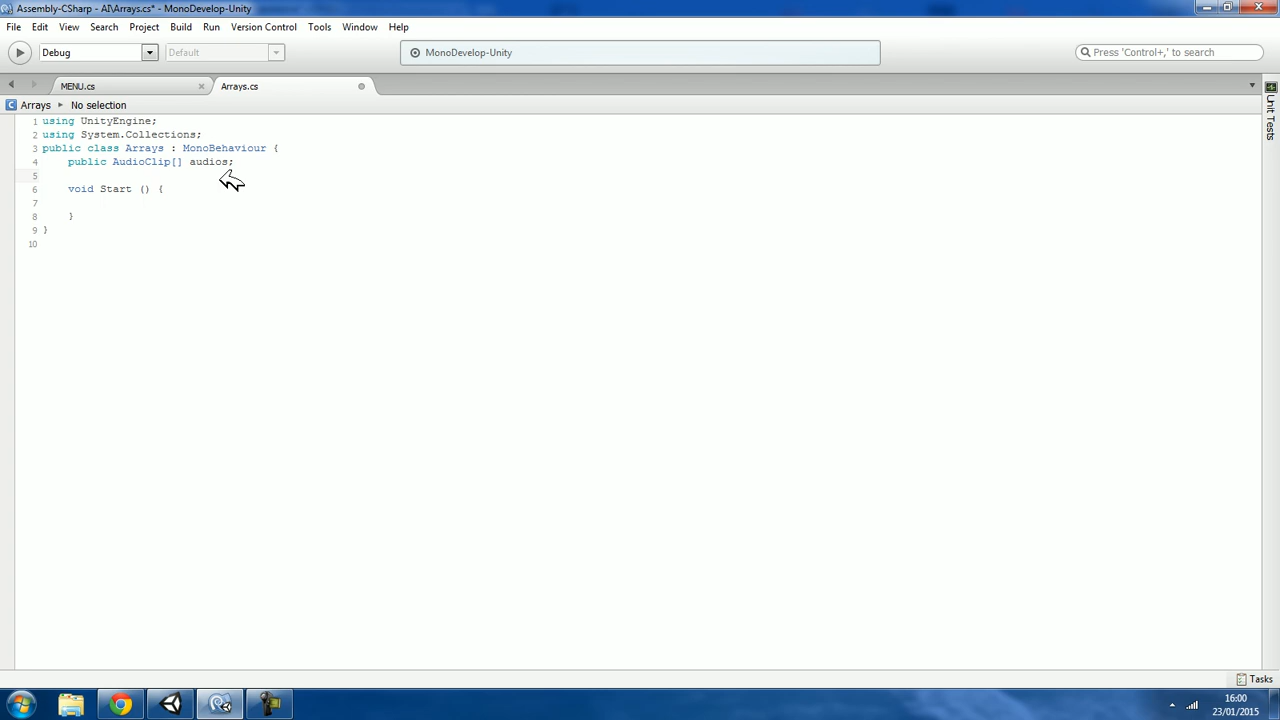 Assembly-CSharp - AI\Arrays.cs* - MonoDevelop-Unity
File Edit View Search Project Build Run Version Control Tools Window Help
Debug Default MonoDevelop-Unity Press 'Control+,' to search
MENU.cs Arrays.cs
C Arrays No selection
1 using UnityEngine;
2 using System.Collections;
3 public class Arrays : MonoBehaviour {
4 public AudioClip[] audios;
5
6 void Start () {
7
8 }
9 }
10
Unit Tests
Tasks
16:00
23/01/2015